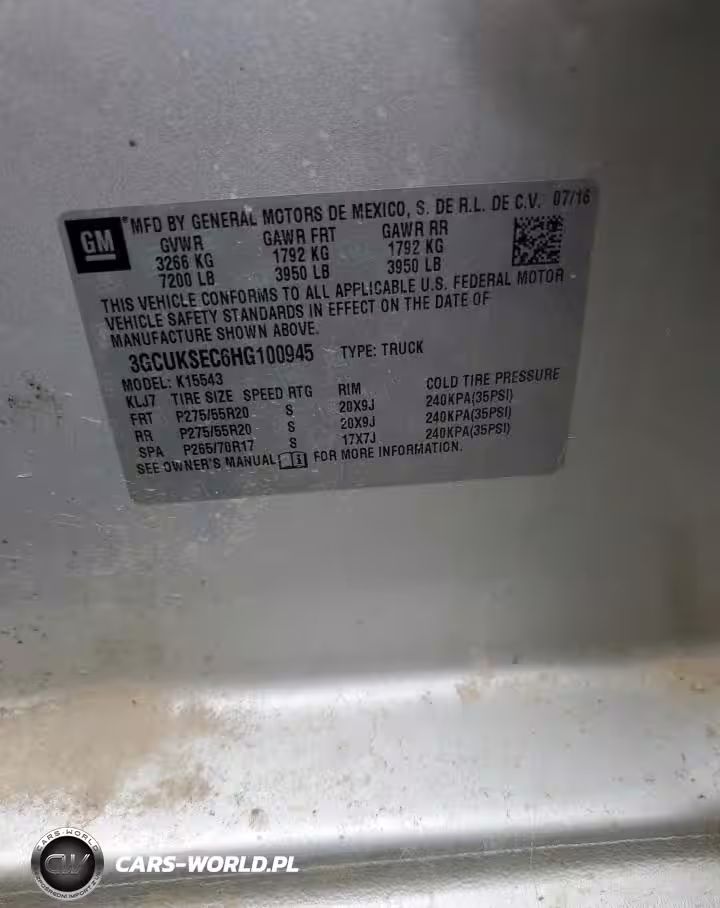 GM
*MFD BY GENERAL MOTORS DE MEXICO, S. DE R.L. DE C.V. 07/16
GVWR GAWR FRT GAWR RR
3266 KG 1792 KG 1792 KG
7200 LB 3950 LB 3950 LB
THIS VEHICLE CONFORMS TO ALL APPLICABLE U.S. FEDERAL MOTOR
VEHICLE SAFETY STANDARDS IN EFFECT ON THE DATE OF
MANUFACTURE SHOWN ABOVE.
3GCUKSEC6HG100945 TYPE: TRUCK
MODEL: K15543
KLJ7 TIRE SIZE SPEED RTG RIM COLD TIRE PRESSURE
FRT P275/55R20 S 20X9J 240KPA(35PSI)
RR P275/55R20 S 20X9J 240KPA(35PSI)
SPA P265/70R17 S 17X7J 240KPA(35PSI)
SEE OWNER'S MANUAL FOR MORE INFORMATION.
CARS-WORLD
CW
CARS-WORLD.PL